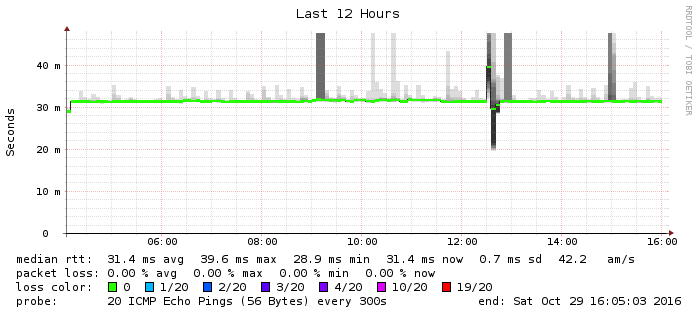 Last 12 Hours
RRDTOOL / TOBI OETIKER
Seconds
40 m
30 m
20 m
10 m
0
06:00 08:00 10:00 12:00 14:00 16:00
median rtt: 31.4 ms avg 39.6 ms max 28.9 ms min 31.4 ms now 0.7 ms sd 42.2 am/s
packet loss: 0.00 % avg 0.00 % max 0.00 % min 0.00 % now
loss color: 0 1/20 2/20 3/20 4/20 10/20 19/20
probe: 20 ICMP Echo Pings (56 Bytes) every 300s end: Sat Oct 29 16:05:03 2016